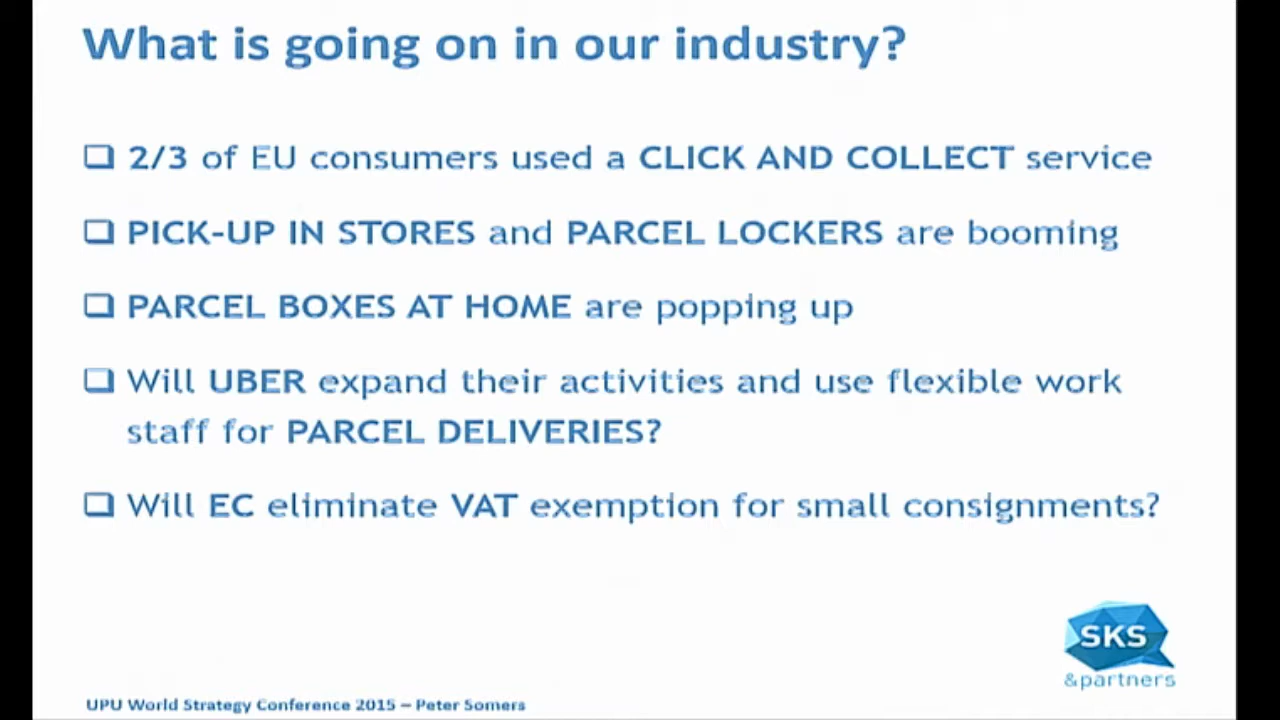 What is going on in our industry?
2/3 of EU consumers used a CLICK AND COLLECT service
PICK-UP IN STORES and PARCEL LOCKERS are booming
PARCEL BOXES AT HOME are popping up
Will UBER expand their activities and use flexible work
staff for PARCEL DELIVERIES?
Will EC eliminate VAT exemption for small consignments?
SKS
&partners
UPU World Strategy Conference 2015 – Peter Somers